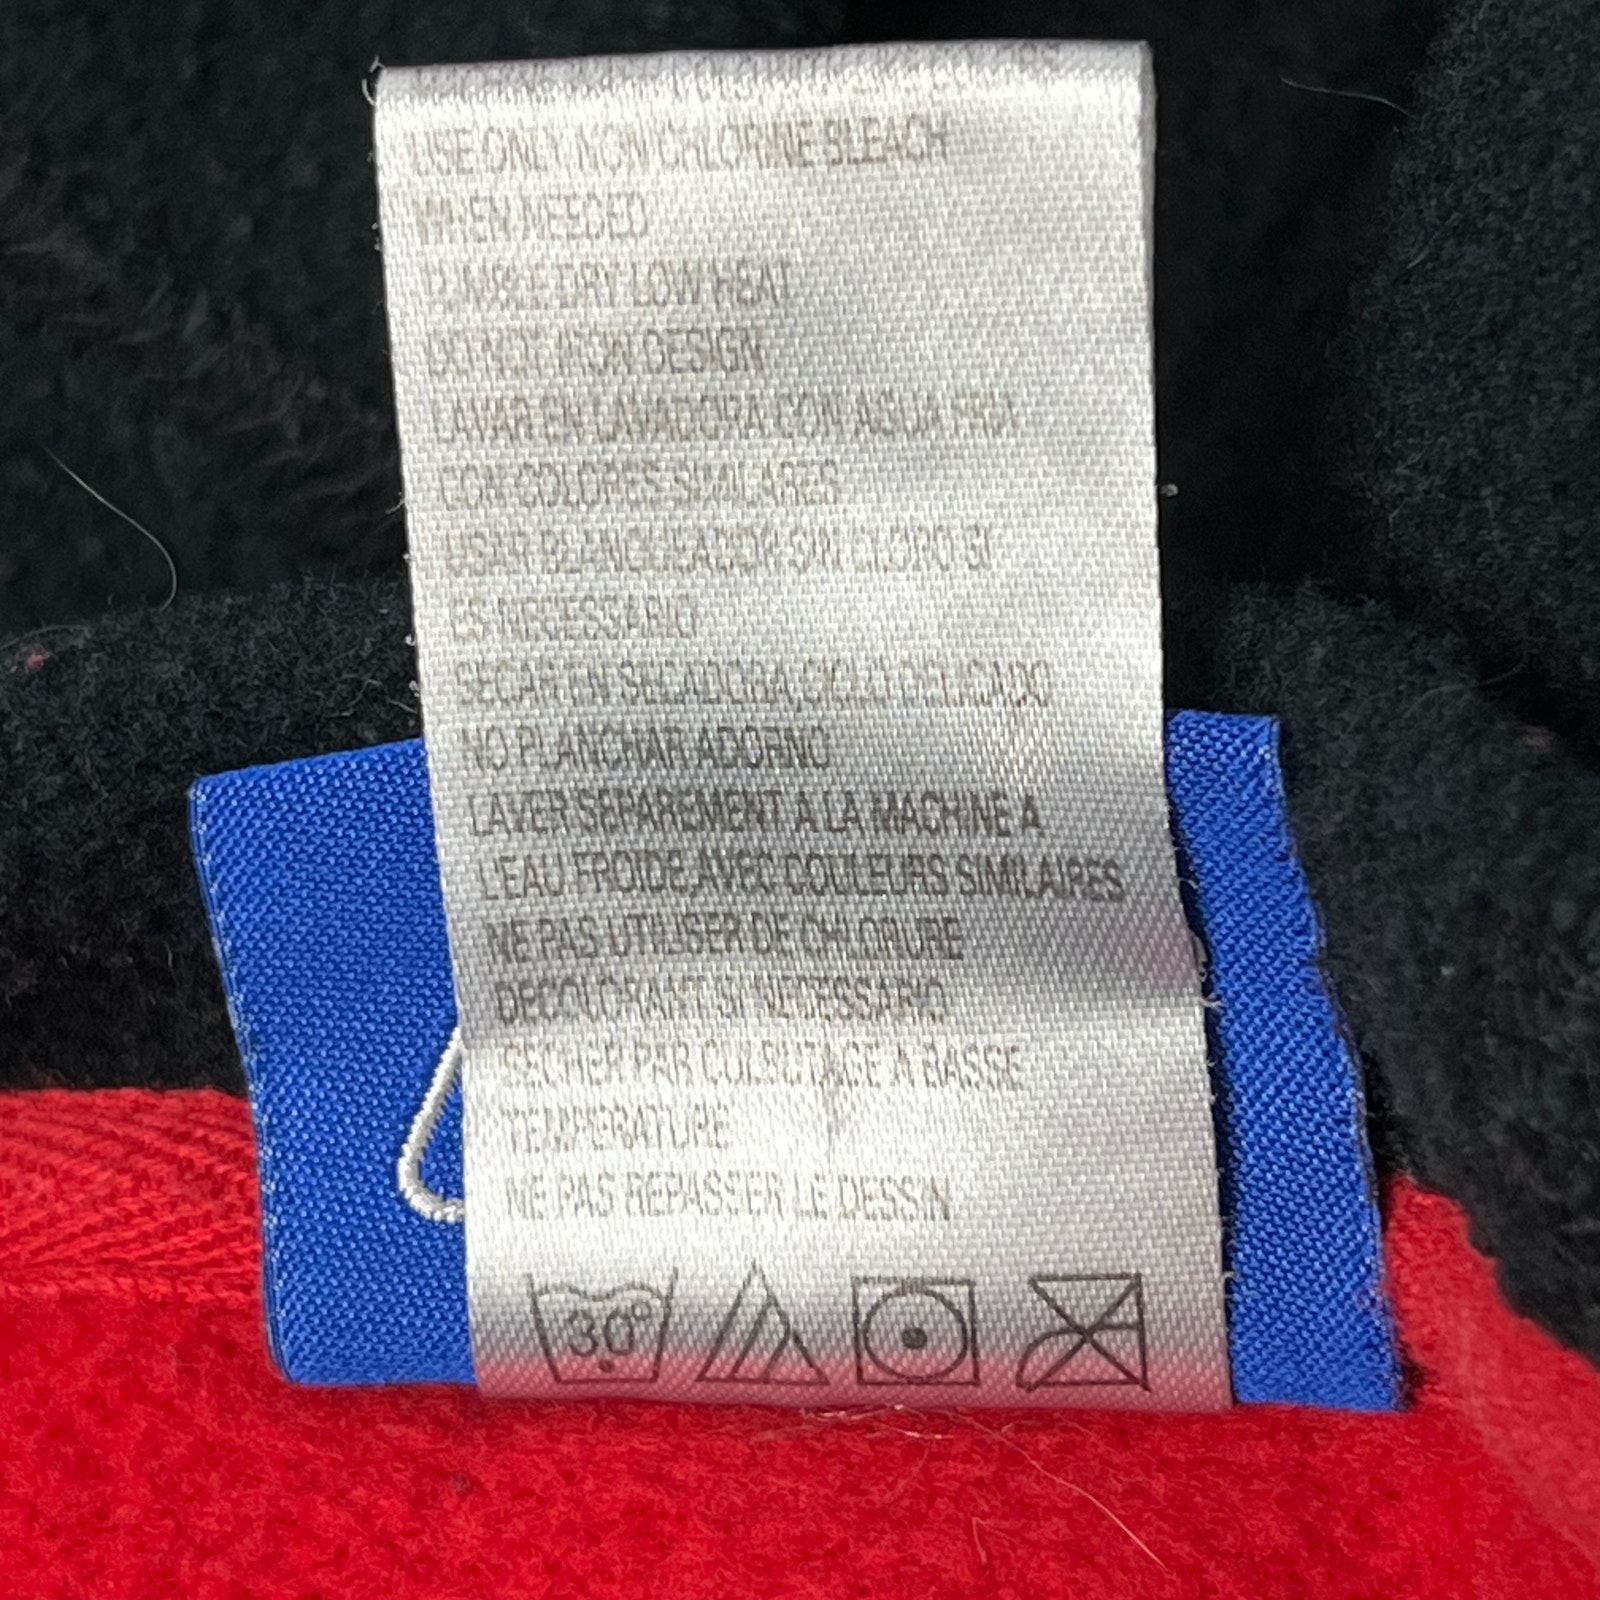 USE ONLY NON CHLORINE BLEACH
WHEN NEEDED
TUMBLE DRY LOW HEAT
DO NOT IRON DESIGN
LAVAR EN LAVADORA CON AGUA FRIA
CON COLORES SIMILARES
USAR BLANQUEADOR SIN CLORO SI
ES NECESSARIO
SECAR EN SECADORA, CICLO DELICADO
NO PLANCHAR ADORNO
LAVER SEPAREMENT A LA MACHINE A
L'EAU FROIDE, AVEC COULEURS SIMILAIRES
NE PAS UTILISER DE CHLORURE
DECOLORANT SI NECESSARIO
SECHER PAR CULBUTAGE A BASSE
TEMPERATURE
NE PAS REPASSER LE DESSIN
30°